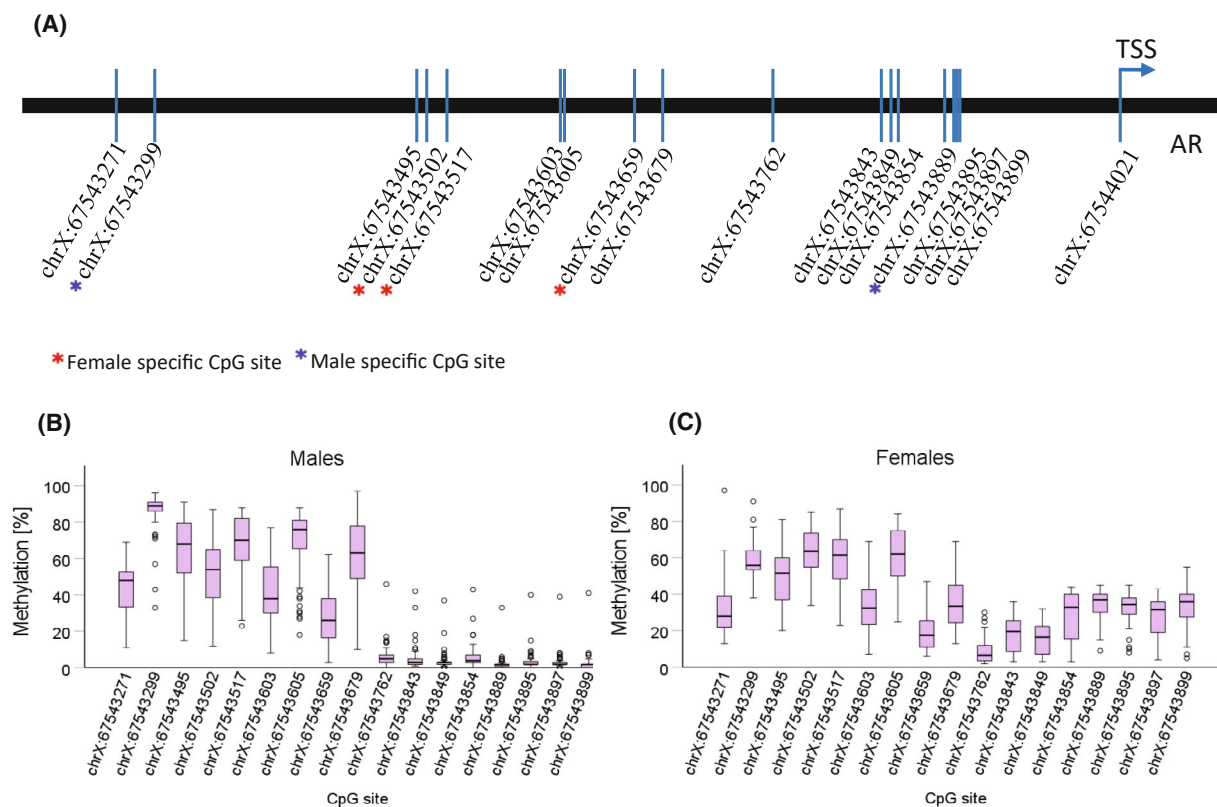 (A)
TSS
AR
chrX:67543271
* chrX:67543299
chrX:67543495
* chrX:67543502
* chrX:67543517
chrX:67543603
chrX:67543605
* chrX:67543659
chrX:67543679
chrX:67543762
chrX:67543843
chrX:67543849
chrX:67543854
* chrX:67543889
chrX:67543895
chrX:67543897
chrX:67543899
chrX:67544021
* Female specific CpG site * Male specific CpG site
(B)
Males
Methylation [%]
100
80
60
40
20
0
chrX:67543271
chrX:67543299
chrX:67543495
chrX:67543502
chrX:67543517
chrX:67543603
chrX:67543605
chrX:67543659
chrX:67543679
chrX:67543762
chrX:67543843
chrX:67543849
chrX:67543854
chrX:67543889
chrX:67543895
chrX:67543897
chrX:67543899
CpG site
(C)
Females
Methylation [%]
100
80
60
40
20
0
chrX:67543271
chrX:67543299
chrX:67543495
chrX:67543502
chrX:67543517
chrX:67543603
chrX:67543605
chrX:67543659
chrX:67543679
chrX:67543762
chrX:67543843
chrX:67543849
chrX:67543854
chrX:67543889
chrX:67543895
chrX:67543897
chrX:67543899
CpG site